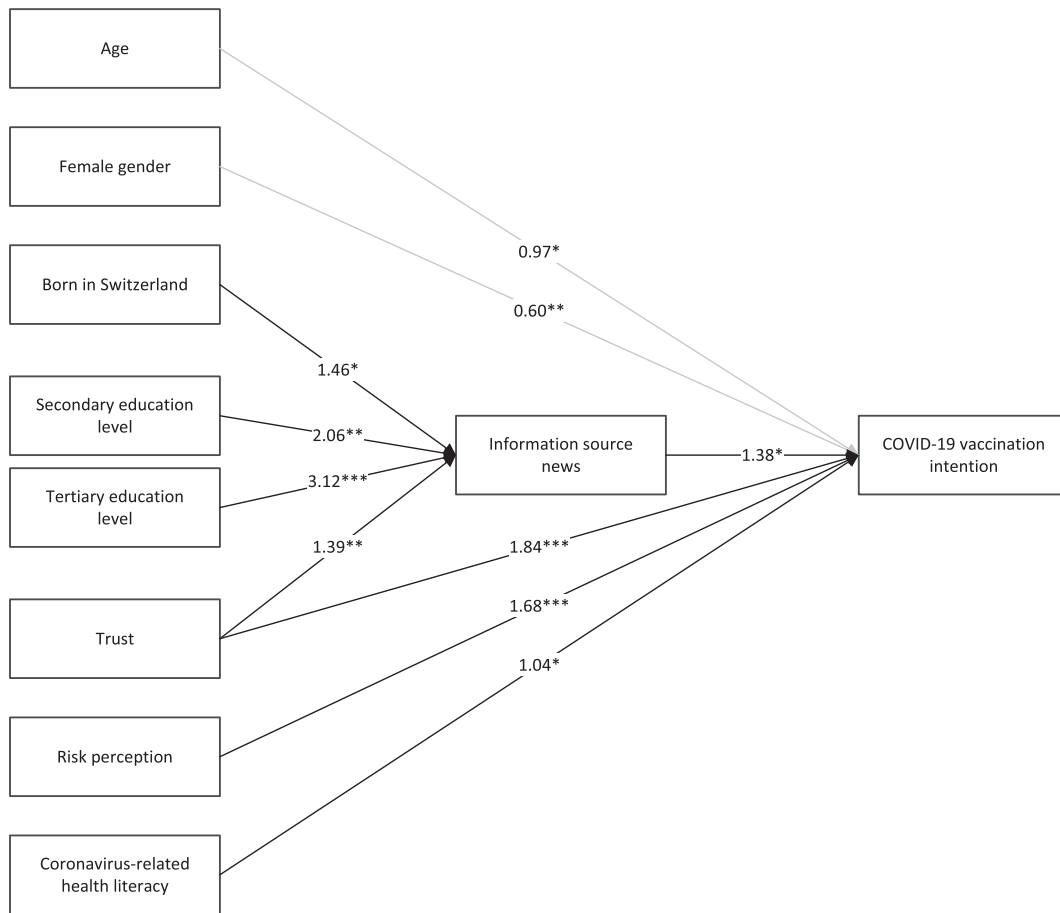 Age
Female gender
Born in Switzerland
Secondary education
level
Tertiary education
level
Trust
Risk perception
Coronavirus-related
health literacy
0.97*
0.60**
1.46*
2.06**
3.12***
1.39**
Information source
news
1.38*
1.84***
1.68***
1.04*
COVID-19 vaccination
intention